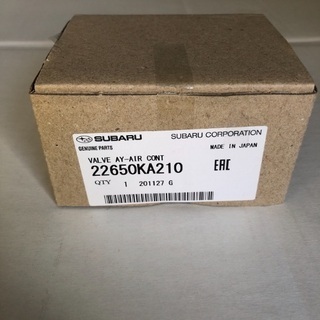 SUBARU SUBARU CORPORATION
GENUINE PARTS MADE IN JAPAN
VALVE AY-AIR CONT
22650KA210 EAC
QTY 1 201127 G